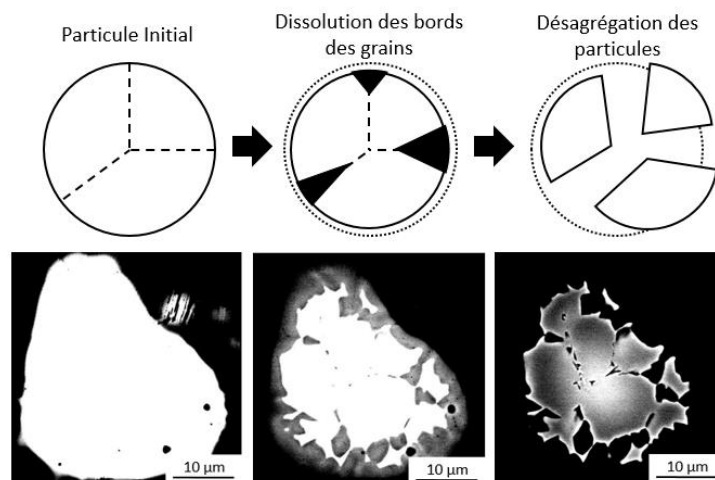 Particule Initial
Dissolution des bords
des grains
Désagrégation des
particules
10 µm
10 µm
10 µm